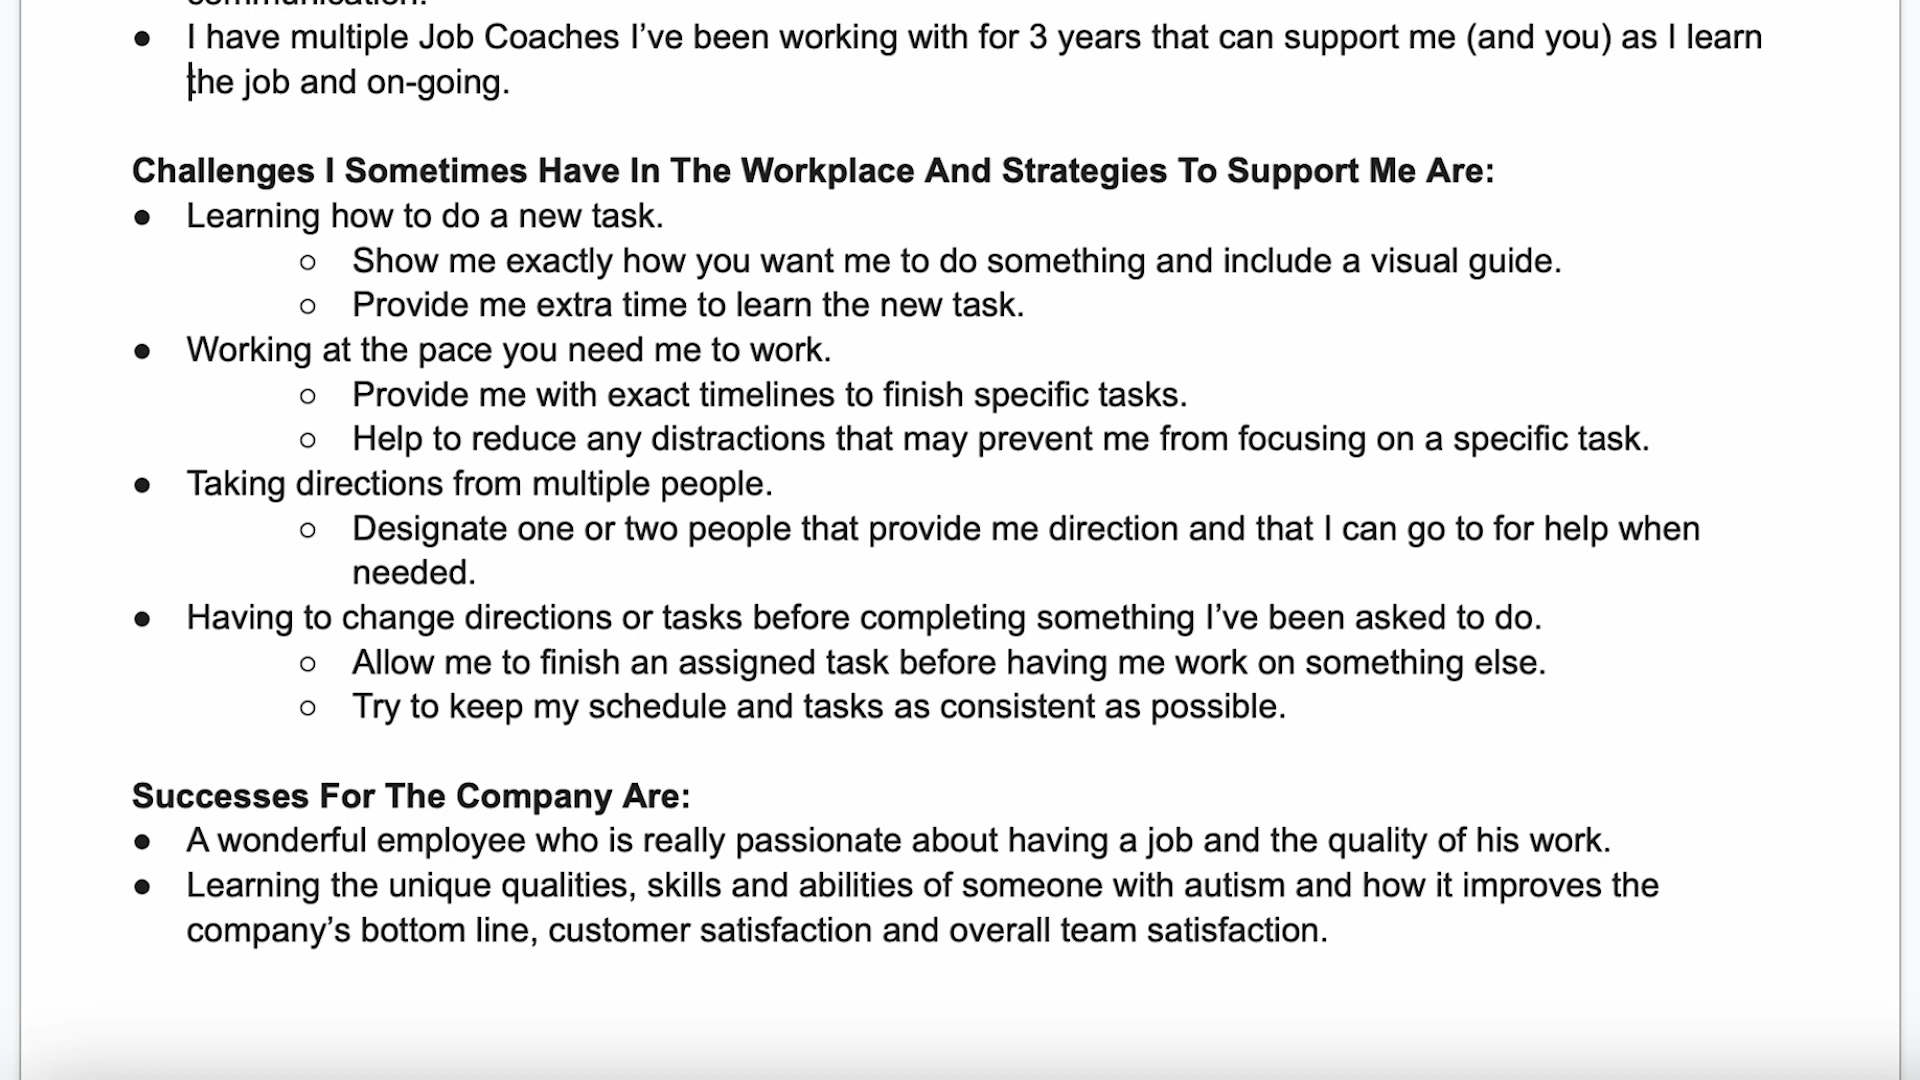 communication.
● I have multiple Job Coaches I’ve been working with for 3 years that can support me (and you) as I learn
the job and on-going.
Challenges I Sometimes Have In The Workplace And Strategies To Support Me Are:
● Learning how to do a new task.
○ Show me exactly how you want me to do something and include a visual guide.
○ Provide me extra time to learn the new task.
● Working at the pace you need me to work.
○ Provide me with exact timelines to finish specific tasks.
○ Help to reduce any distractions that may prevent me from focusing on a specific task.
● Taking directions from multiple people.
○ Designate one or two people that provide me direction and that I can go to for help when
needed.
● Having to change directions or tasks before completing something I’ve been asked to do.
○ Allow me to finish an assigned task before having me work on something else.
○ Try to keep my schedule and tasks as consistent as possible.
Successes For The Company Are:
● A wonderful employee who is really passionate about having a job and the quality of his work.
● Learning the unique qualities, skills and abilities of someone with autism and how it improves the
company’s bottom line, customer satisfaction and overall team satisfaction.